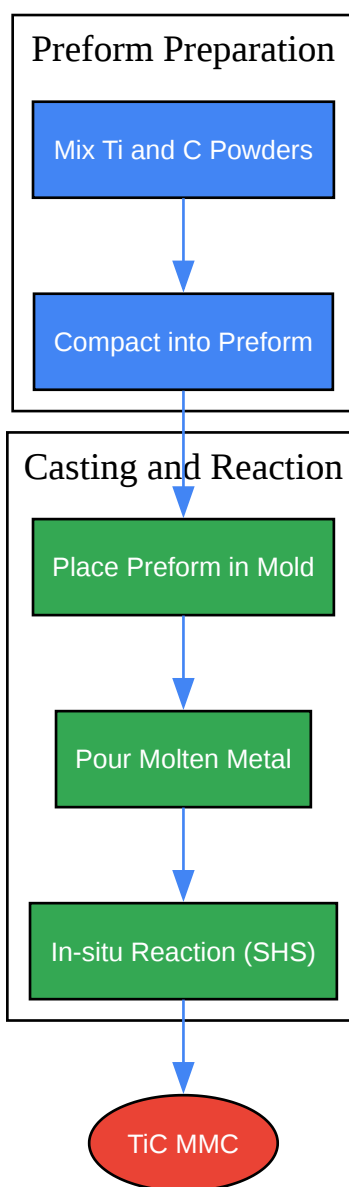 Preform Preparation
Mix Ti and C Powders
Compact into Preform
Casting and Reaction
Place Preform in Mold
Pour Molten Metal
In-situ Reaction (SHS)
TiC MMC